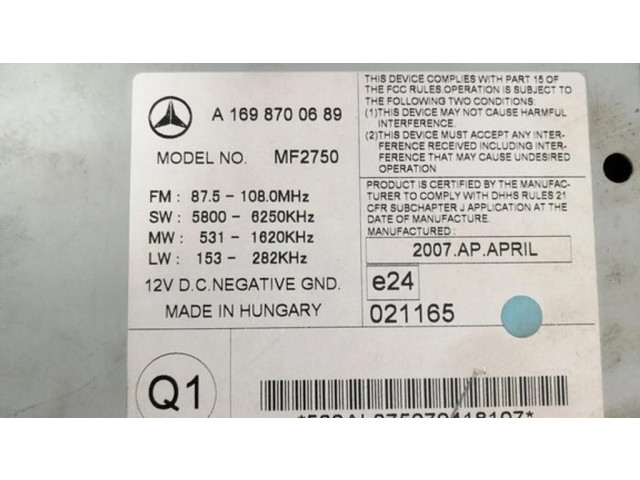 A 169 870 06 89
MODEL NO. MF2750
FM : 87.5 - 108.0MHz
SW : 5800 - 6250KHz
MW : 531 - 1620KHz
LW : 153 - 282KHz
12V D.C.NEGATIVE GND.
MADE IN HUNGARY
THIS DEVICE COMPLIES WITH PART 15 OF
THE FCC RULES.OPERATION IS SUBJECT TO
THE FOLLOWING TWO CONDITIONS:
(1)THIS DEVICE MAY NOT CAUSE HARMFUL
INTERFERENCE.
(2)THIS DEVICE MUST ACCEPT ANY INTER-
FERENCE RECEIVED INCLUDING INTER-
FERENCE THAT MAY CAUSE UNDESIRED
OPERATION
PRODUCT IS CERTIFIED BY THE MANUFAC-
TURER TO COMPLY WITH DHHS RULES 21
CFR SUBCHAPTER J APPLICATION AT THE
DATE OF MANUFACTURE.
MANUFACTURED :
2007.AP.APRIL
e24
021165
Q1